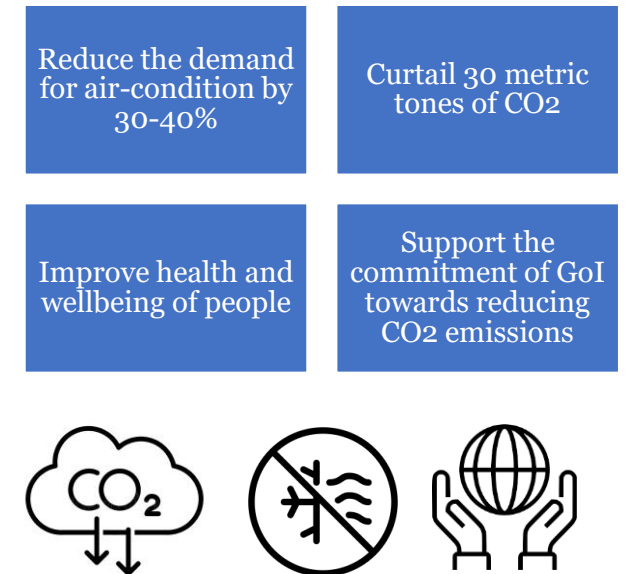 Reduce the demand
for air-condition by
30-40%
Curtail 30 metric
tones of CO2
Improve health and
wellbeing of people
Support the
commitment of GoI
towards reducing
CO2 emissions
CO2